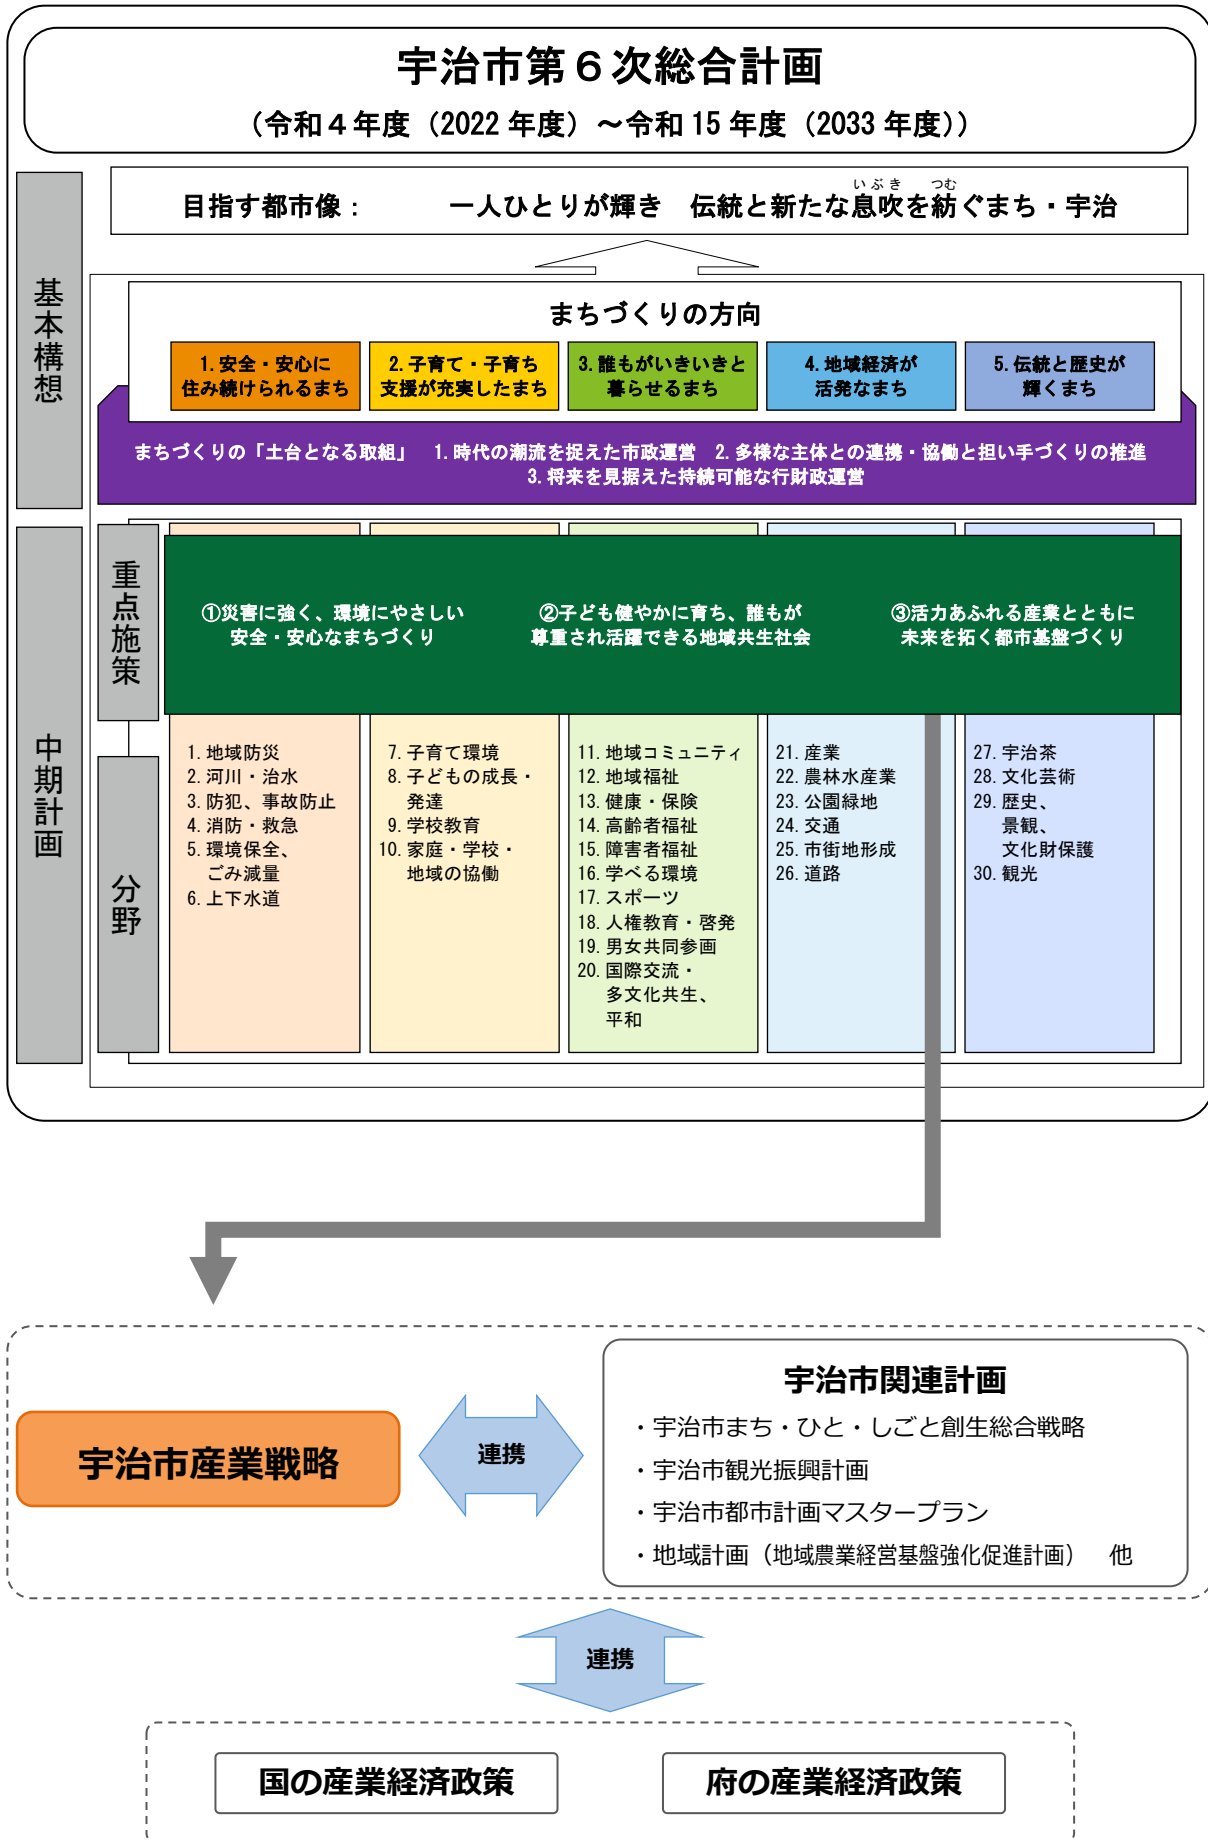 宇治市第６次総合計画
（令和４年度（2022 年度）～令和 15 年度（2033 年度））
基本構想
いぶき つむ
目指す都市像： 一人ひとりが輝き 伝統と新たな息吹を紡ぐまち・宇治
まちづくりの方向
1. 安全・安心に
住み続けられるまち
2. 子育て・子育ち
支援が充実したまち
3. 誰もがいきいきと
暮らせるまち
4. 地域経済が
活発なまち
5. 伝統と歴史が
輝くまち
まちづくりの「土台となる取組」 1. 時代の潮流を捉えた市政運営 2. 多様な主体との連携・協働と担い手づくりの推進
3. 将来を見据えた持続可能な行財政運営
中期計画
重点施策
①災害に強く、環境にやさしい
安全・安心なまちづくり
②子ども健やかに育ち、誰もが
尊重され活躍できる地域共生社会
③活力あふれる産業とともに
未来を拓く都市基盤づくり
分野
1. 地域防災
2. 河川・治水
3. 防犯、事故防止
4. 消防・救急
5. 環境保全、
ごみ減量
6. 上下水道
7. 子育て環境
8. 子どもの成長・
発達
9. 学校教育
10. 家庭・学校・
地域の協働
11. 地域コミュニティ
12. 地域福祉
13. 健康・保険
14. 高齢者福祉
15. 障害者福祉
16. 学べる環境
17. スポーツ
18. 人権教育・啓発
19. 男女共同参画
20. 国際交流・
多文化共生、
平和
21. 産業
22. 農林水産業
23. 公園緑地
24. 交通
25. 市街地形成
26. 道路
27. 宇治茶
28. 文化芸術
29. 歴史、
景観、
文化財保護
30. 観光
宇治市産業戦略
連携
宇治市関連計画
・宇治市まち・ひと・しごと創生総合戦略
・宇治市観光振興計画
・宇治市都市計画マスタープラン
・地域計画（地域農業経営基盤強化促進計画） 他
連携
国の産業経済政策
府の産業経済政策